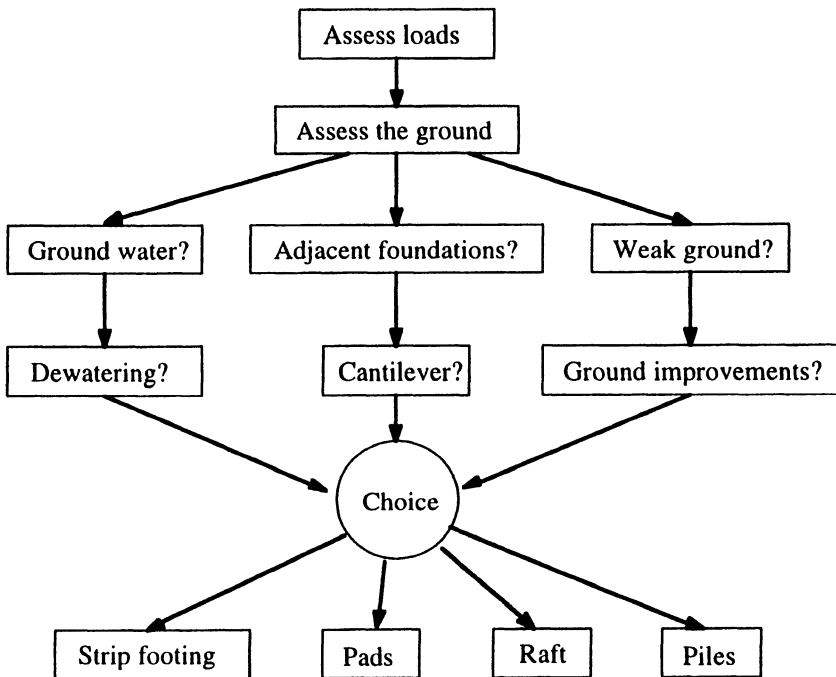 Assess loads
Assess the ground
Ground water?
Adjacent foundations?
Weak ground?
Dewatering?
Cantilever?
Ground improvements?
Choice
Strip footing
Pads
Raft
Piles